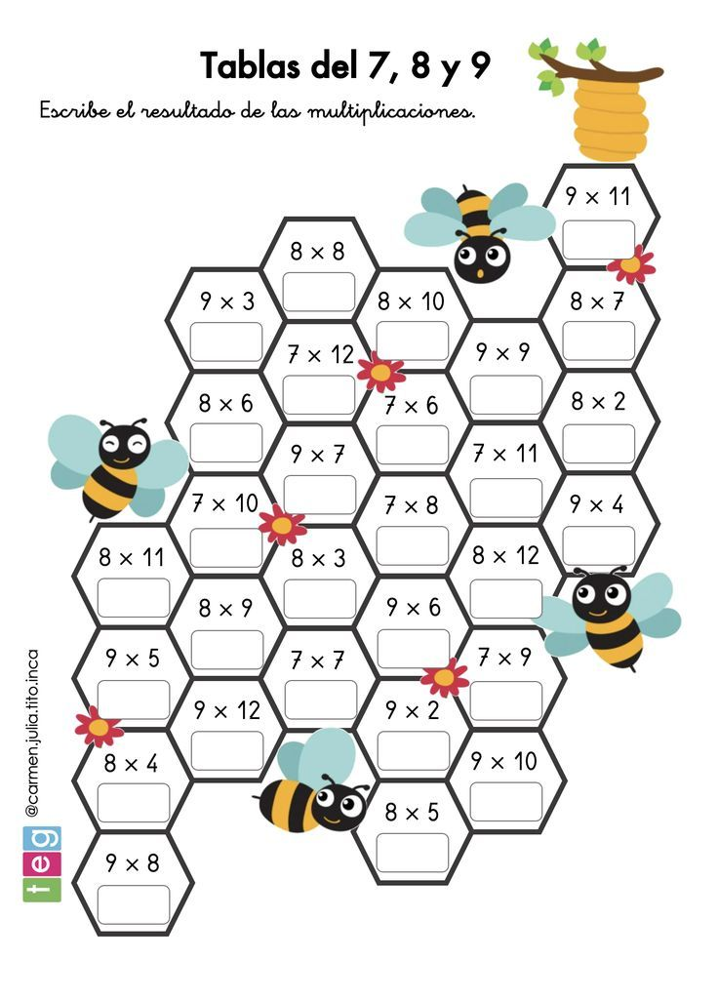 Tablas del 7, 8 y 9
Escribe el resultado de las multiplicaciones.
9 × 11
8 × 8
9 × 3
8 × 10
8 × 7
7 × 12
9 × 9
8 × 6
7 × 6
8 × 2
9 × 7
7 × 11
7 × 10
7 × 8
9 × 4
8 × 11
8 × 3
8 × 12
8 × 9
9 × 6
9 × 5
7 × 7
7 × 9
9 × 12
9 × 2
8 × 4
9 × 10
8 × 5
9 × 8
@carmen.julia.tito.inca
teg